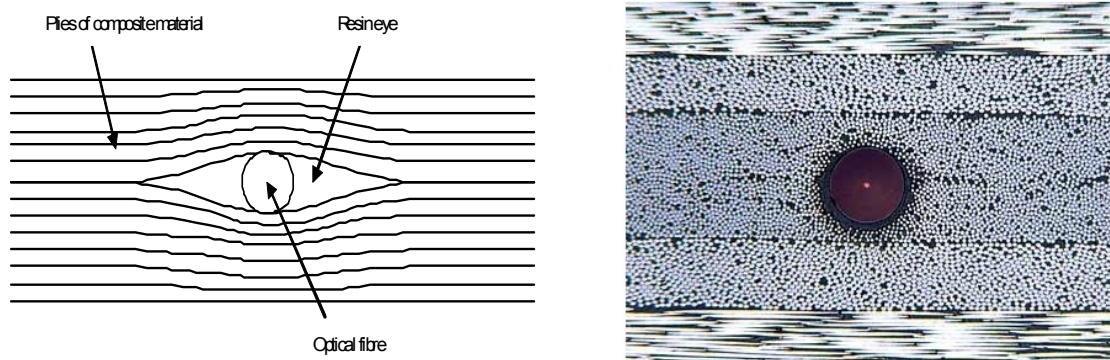 Plies of composite material
Resin eye
Optical fibre